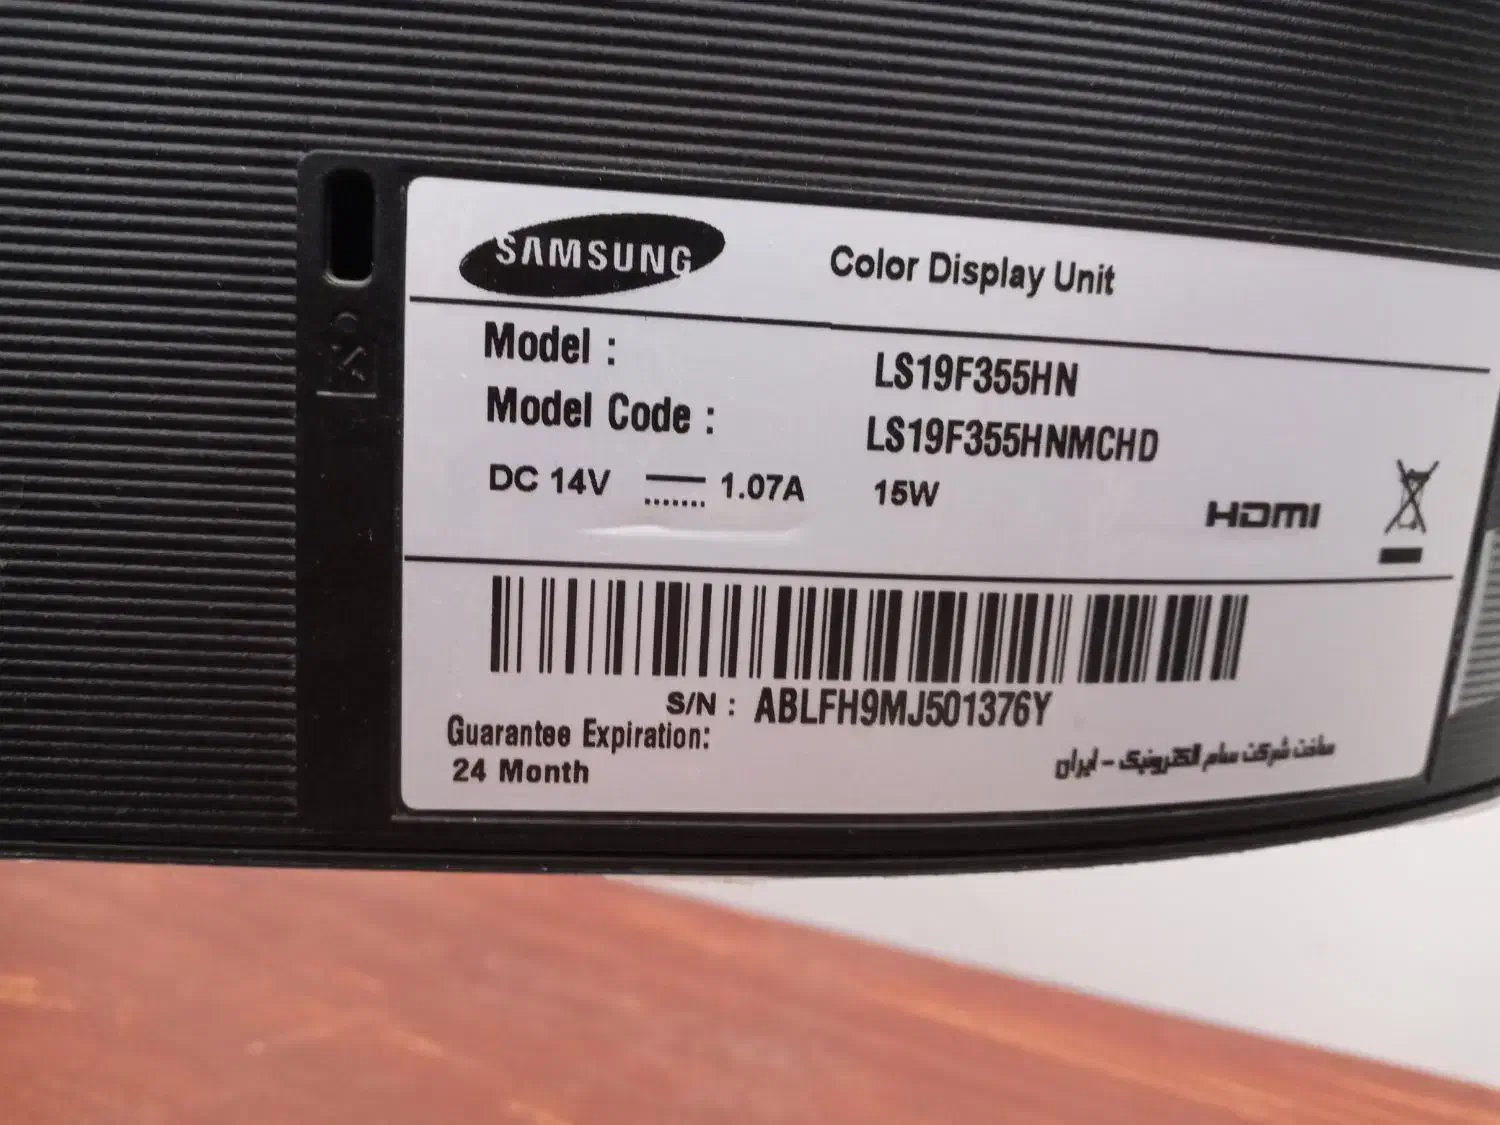 SAMSUNG
Color Display Unit
Model : LS19F355HN
Model Code : LS19F355HNMCHD
DC 14V 1.07A 15W
HDMI
S/N : ABLFH9MJ501376Y
Guarantee Expiration:
24 Month
ساخت شرکت سام الکترونیک - ایران